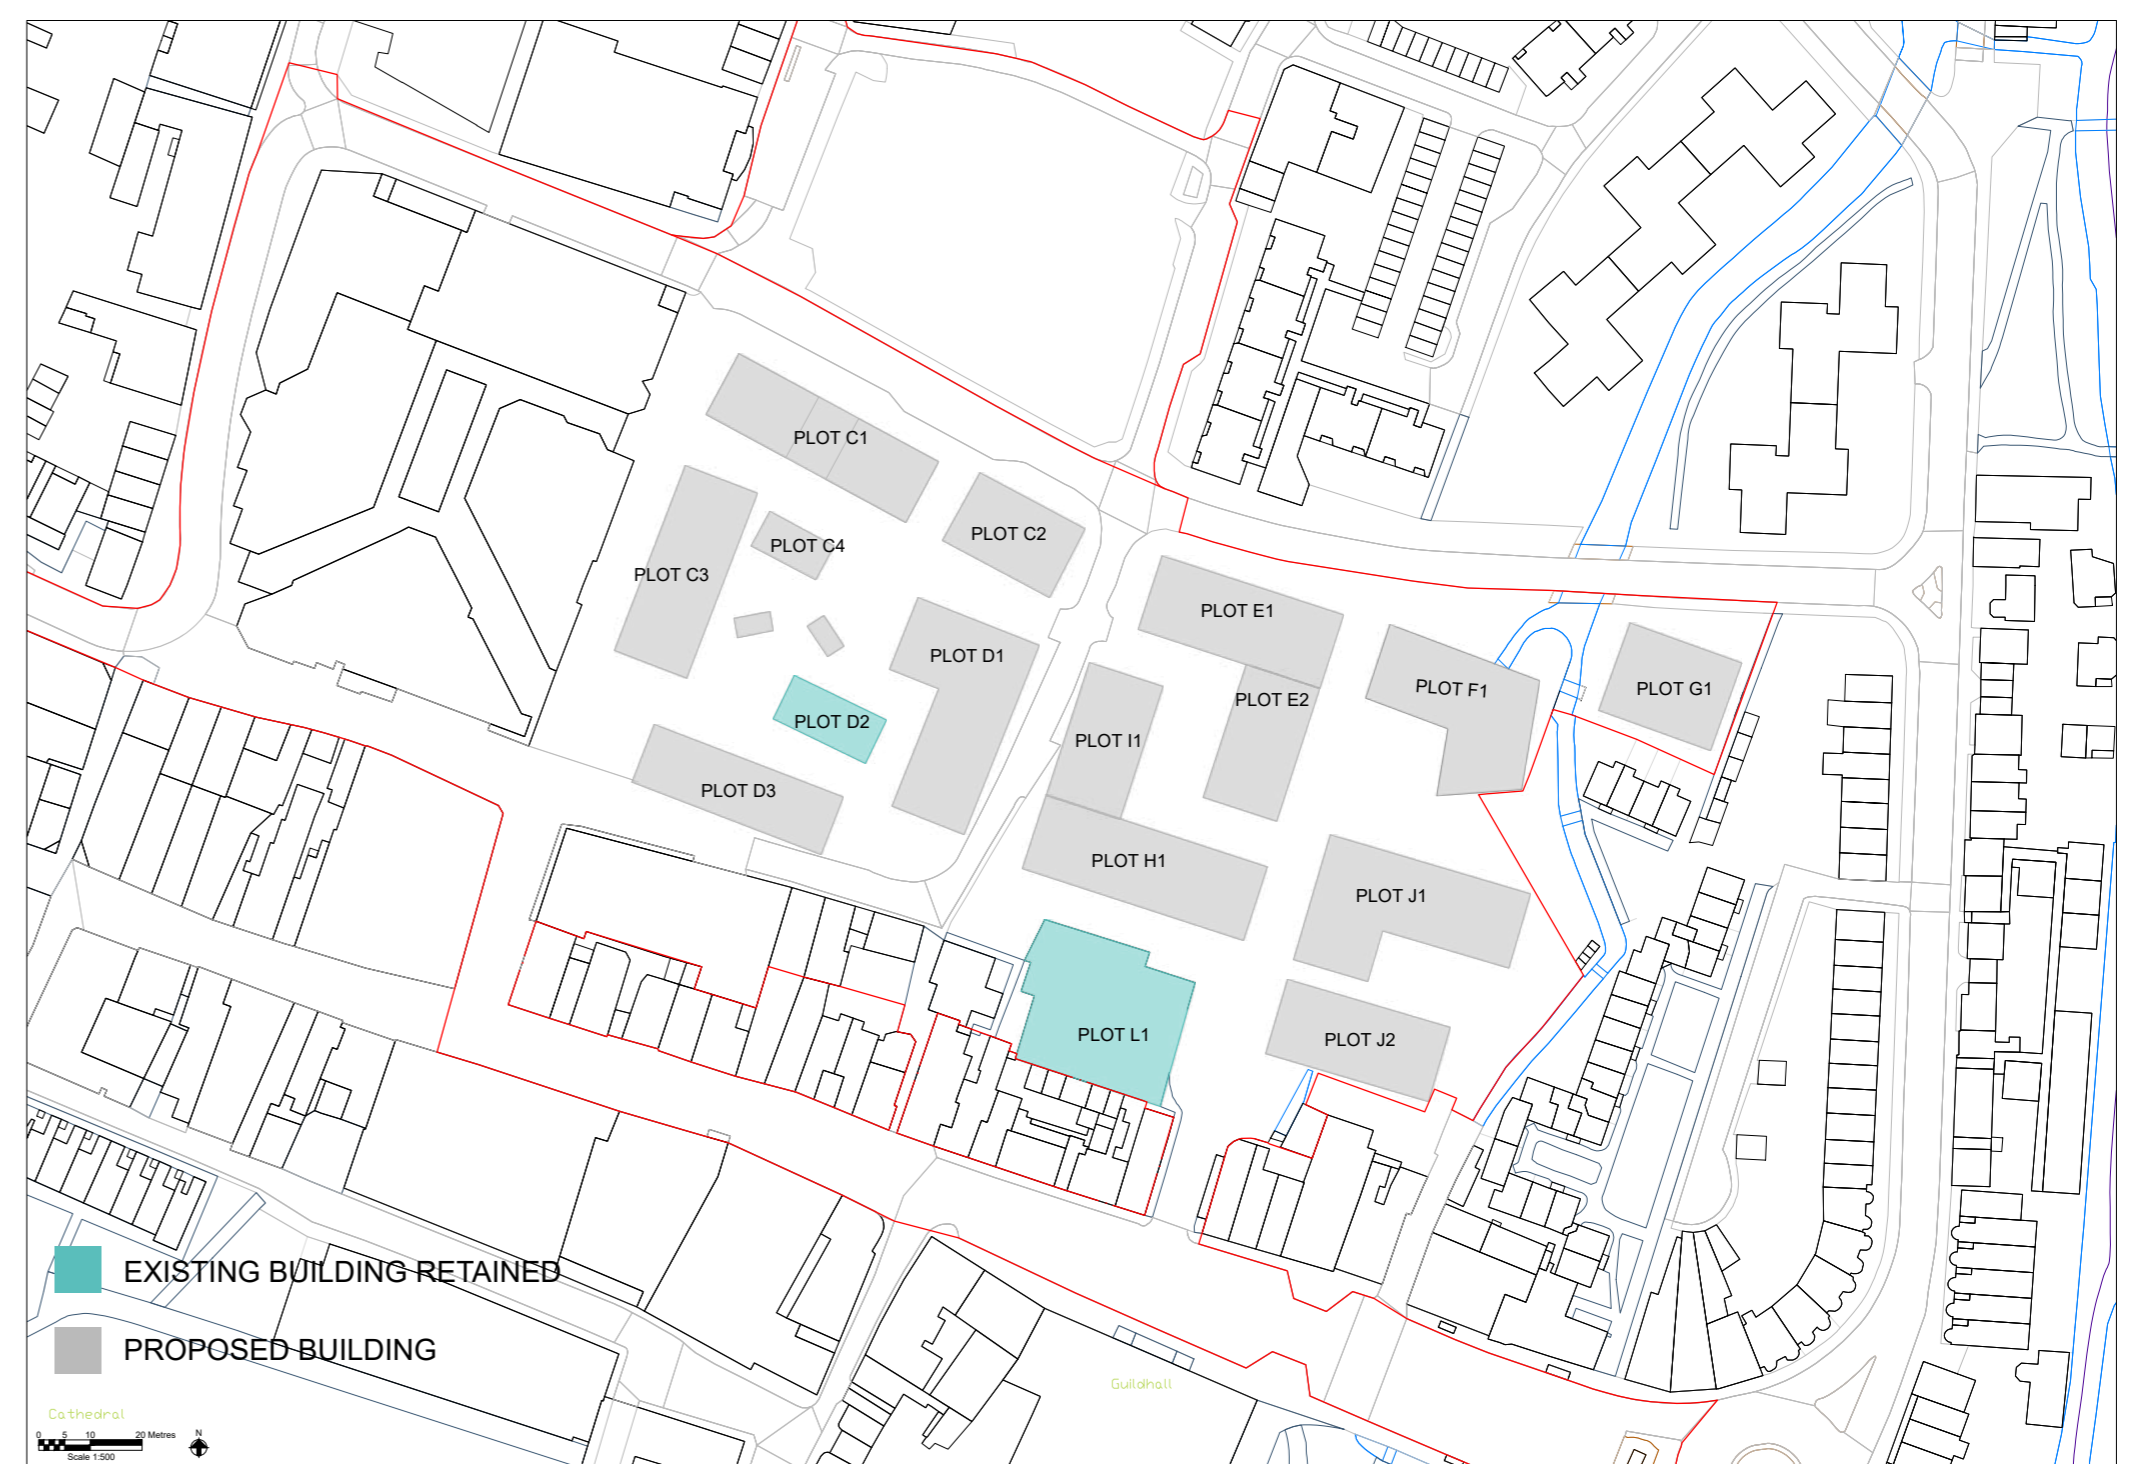 PLOT C1
PLOT C2
PLOT C4
PLOT C3
PLOT E1
PLOT D1
PLOT F1
PLOT G1
PLOT E2
PLOT D2
PLOT I1
PLOT D3
PLOT H1
PLOT J1
PLOT L1
PLOT J2
EXISTING BUILDING RETAINED
PROPOSED BUILDING
Guildhall
Cathedral
0 5 10 20 Metres
Scale 1:500
N